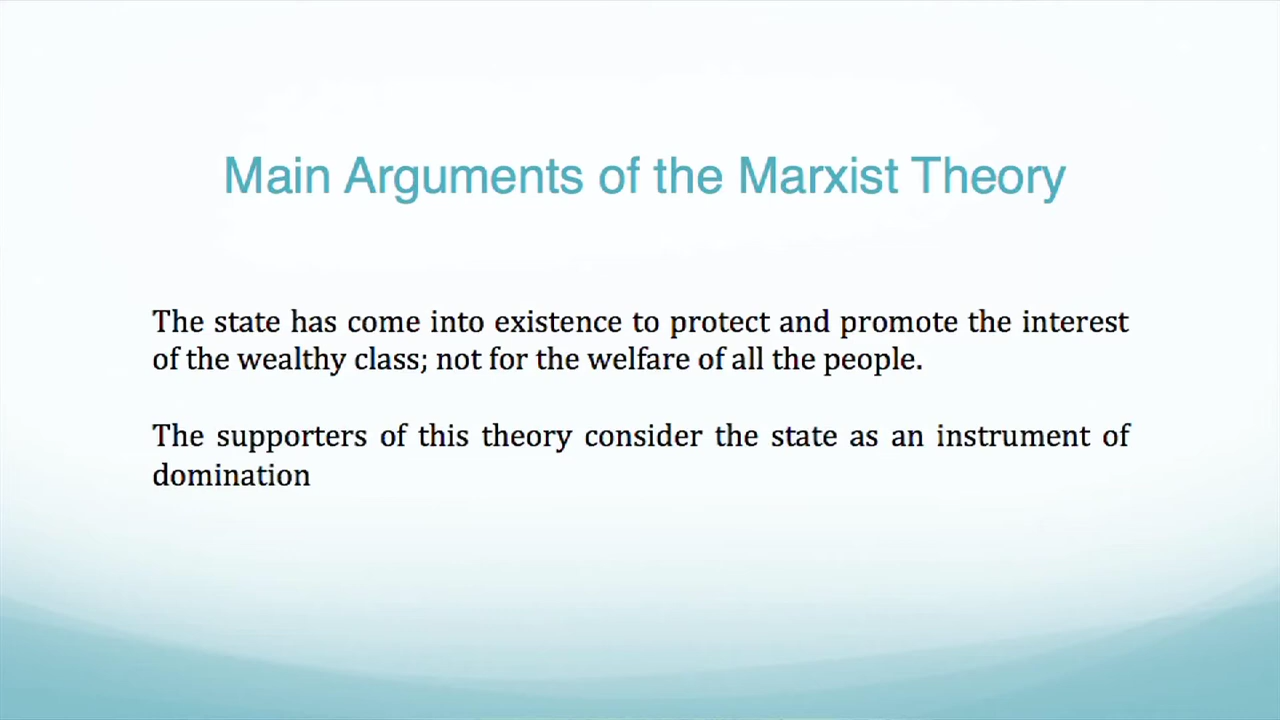 Main Arguments of the Marxist Theory
The state has come into existence to protect and promote the interest
of the wealthy class; not for the welfare of all the people.
The supporters of this theory consider the state as an instrument of
domination